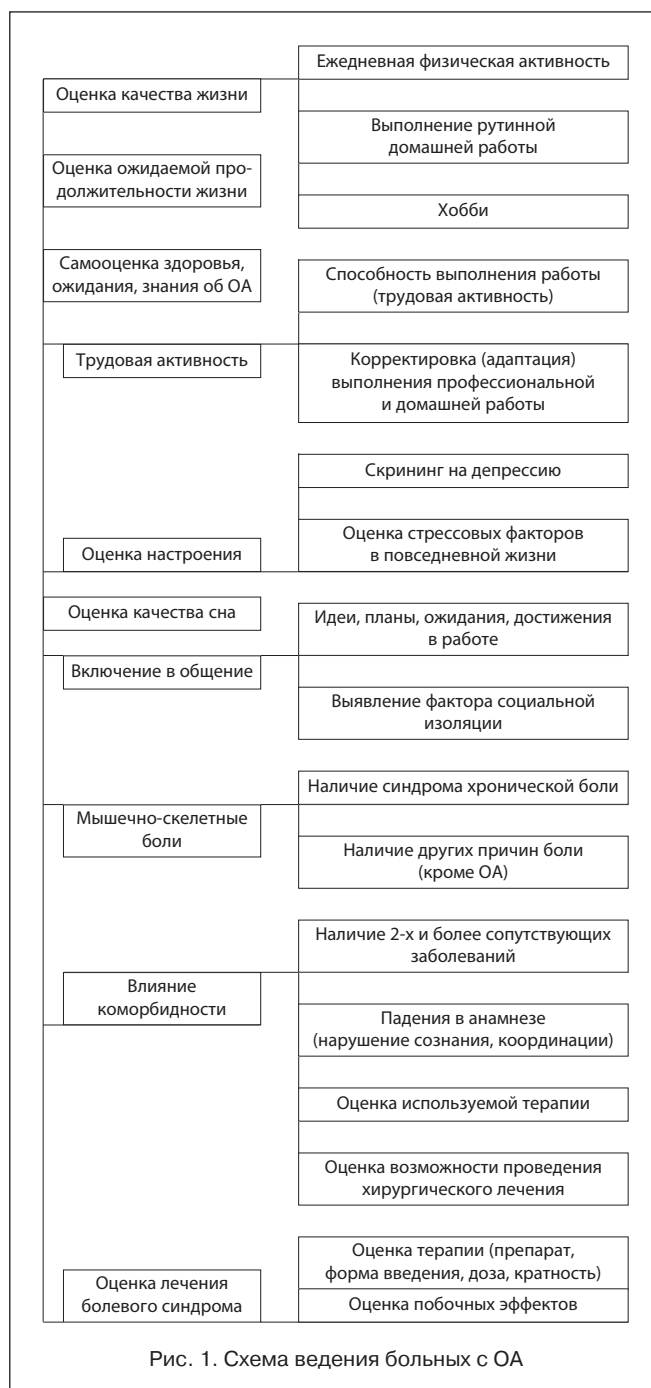 Ежедневная физическая активность
Оценка качества жизни
Выполнение рутинной
домашней работы
Оценка ожидаемой про-
должительности жизни
Хобби
Самооценка здоровья,
ожидания, знания об ОА
Способность выполнения работы
(трудовая активность)
Трудовая активность
Корректировка (адаптация)
выполнения профессиональной
и домашней работы
Скрининг на депрессию
Оценка настроения
Оценка стрессовых факторов
в повседневной жизни
Оценка качества сна
Идеи, планы, ожидания, достижения
в работе
Включение в общение
Выявление фактора социальной
изоляции
Наличие синдрома хронической боли
Мышечно-скелетные
боли
Наличие других причин боли
(кроме ОА)
Наличие 2-х и более сопутствующих
заболеваний
Влияние
коморбидности
Падения в анамнезе
(нарушение сознания, координации)
Оценка используемой терапии
Оценка возможности проведения
хирургического лечения
Оценка лечения
болевого синдрома
Оценка терапии (препарат,
форма введения, доза, кратность)
Оценка побочных эффектов
Рис. 1. Схема ведения больных с ОА